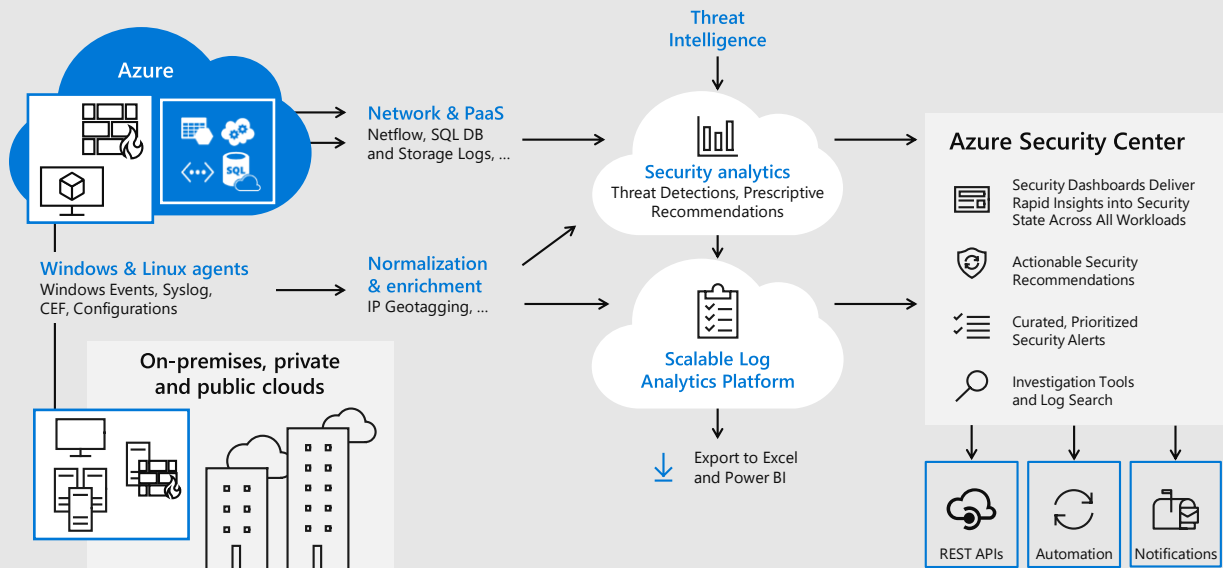 Azure
SQL
Windows & Linux agents
Windows Events, Syslog,
CEF, Configurations
On-premises, private
and public clouds
Network & PaaS
Netflow, SQL DB
and Storage Logs, ...
Normalization
& enrichment
IP Geotagging, ...
Threat
Intelligence
Security analytics
Threat Detections, Prescriptive
Recommendations
Scalable Log
Analytics Platform
Export to Excel
and Power BI
Azure Security Center
Security Dashboards Deliver
Rapid Insights into Security
State Across All Workloads
Actionable Security
Recommendations
Curated, Prioritized
Security Alerts
Investigation Tools
and Log Search
REST APIs
Automation
Notifications